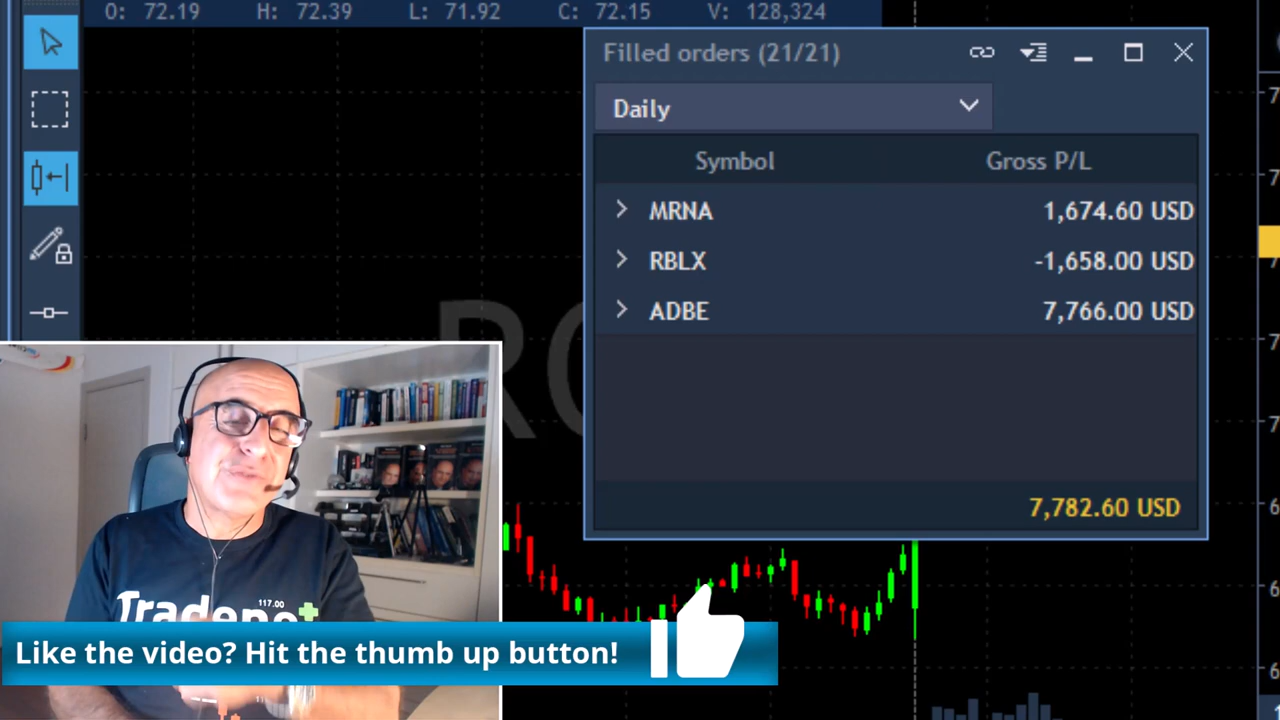 O: 72.19 H: 72.39 L: 71.92 C: 72.15 V: 128,324
Filled orders (21/21)
Daily
Symbol Gross P/L
MRNA 1,674.60 USD
RBLX -1,658.00 USD
ADBE 7,766.00 USD
7,782.60 USD
117.00
Like the video? Hit the thumb up button!